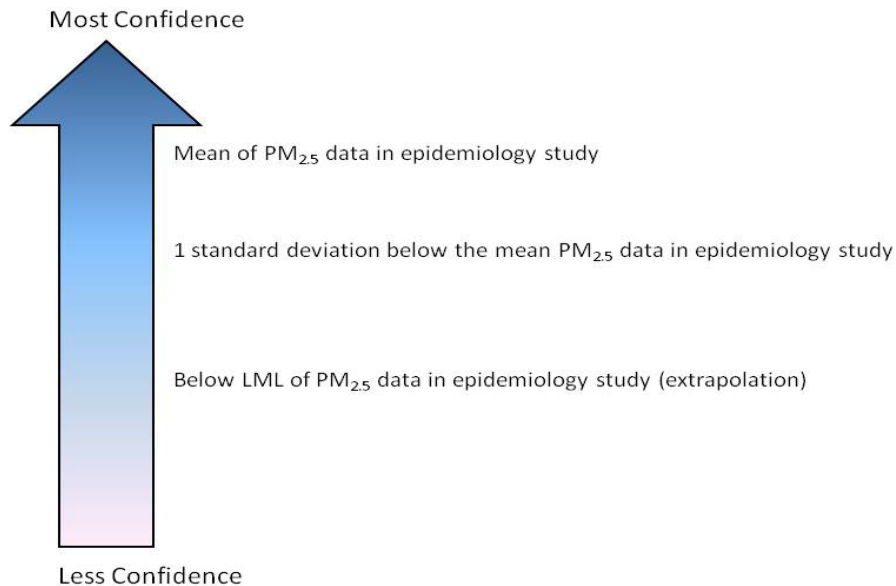 Most Confidence
Mean of PM2.5 data in epidemiology study
1 standard deviation below the mean PM2.5 data in epidemiology study
Below LML of PM2.5 data in epidemiology study (extrapolation)
Less Confidence